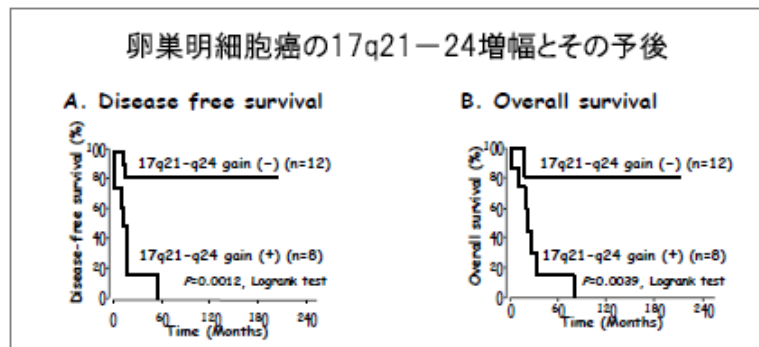 卵巣明細胞癌の17q21－24増幅とその予後
A. Disease free survival
Disease-free survival (%)
100
80
60
40
20
0
17q21-q24 gain (-) (n=12)
17q21-q24 gain (+) (n=8)
P=0.0012, Logrank test
0 60 120 180 240
Time (Months)
B. Overall survival
Overall survival (%)
100
80
60
40
20
0
17q21-q24 gain (-) (n=12)
17q21-q24 gain (+) (n=8)
P=0.0039, Logrank test
0 60 120 180 240
Time (Months)